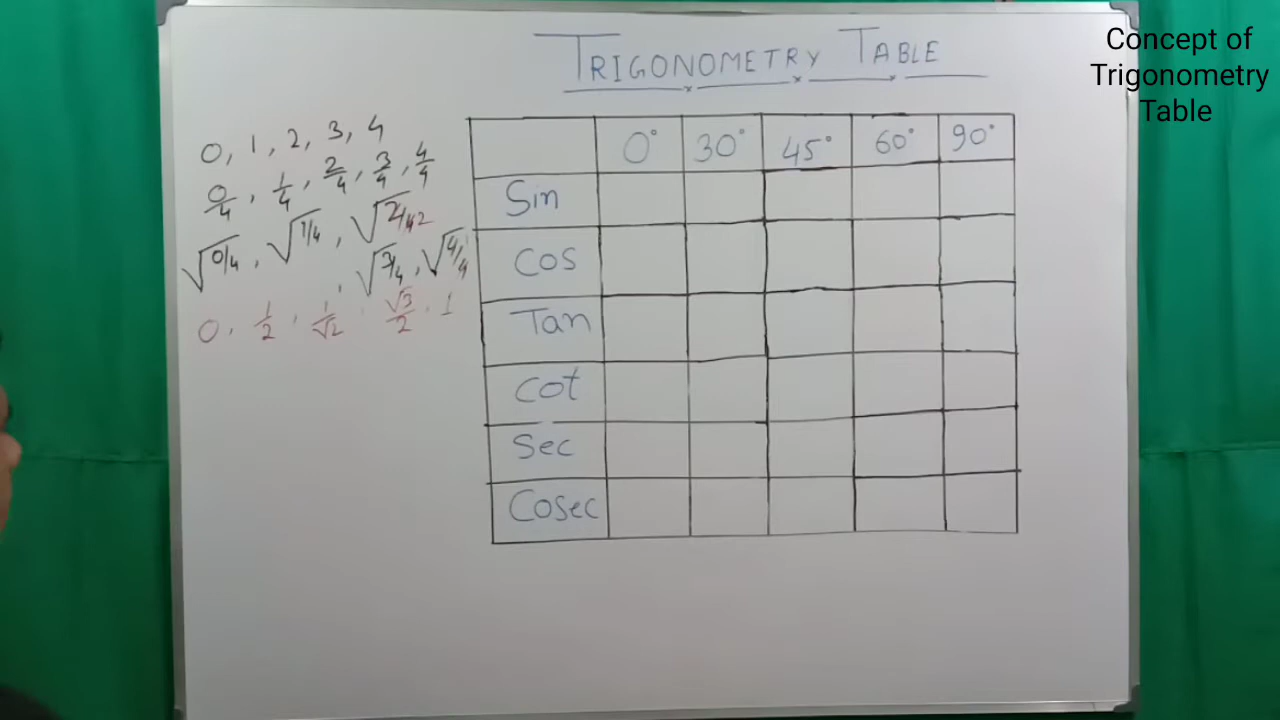 TRIGONOMETRY TABLE
Concept of
Trigonometry
Table
0, 1, 2, 3, 4
0/4, 1/4, 2/4, 3/4, 4/4
√0/4, √1/4, √2/4 2
, √3/4, √4/4 1
0, 1/2, 1/√2, √3/2, 1
0° 30° 45° 60° 90°
Sin
Cos
Tan
Cot
Sec
Cosec